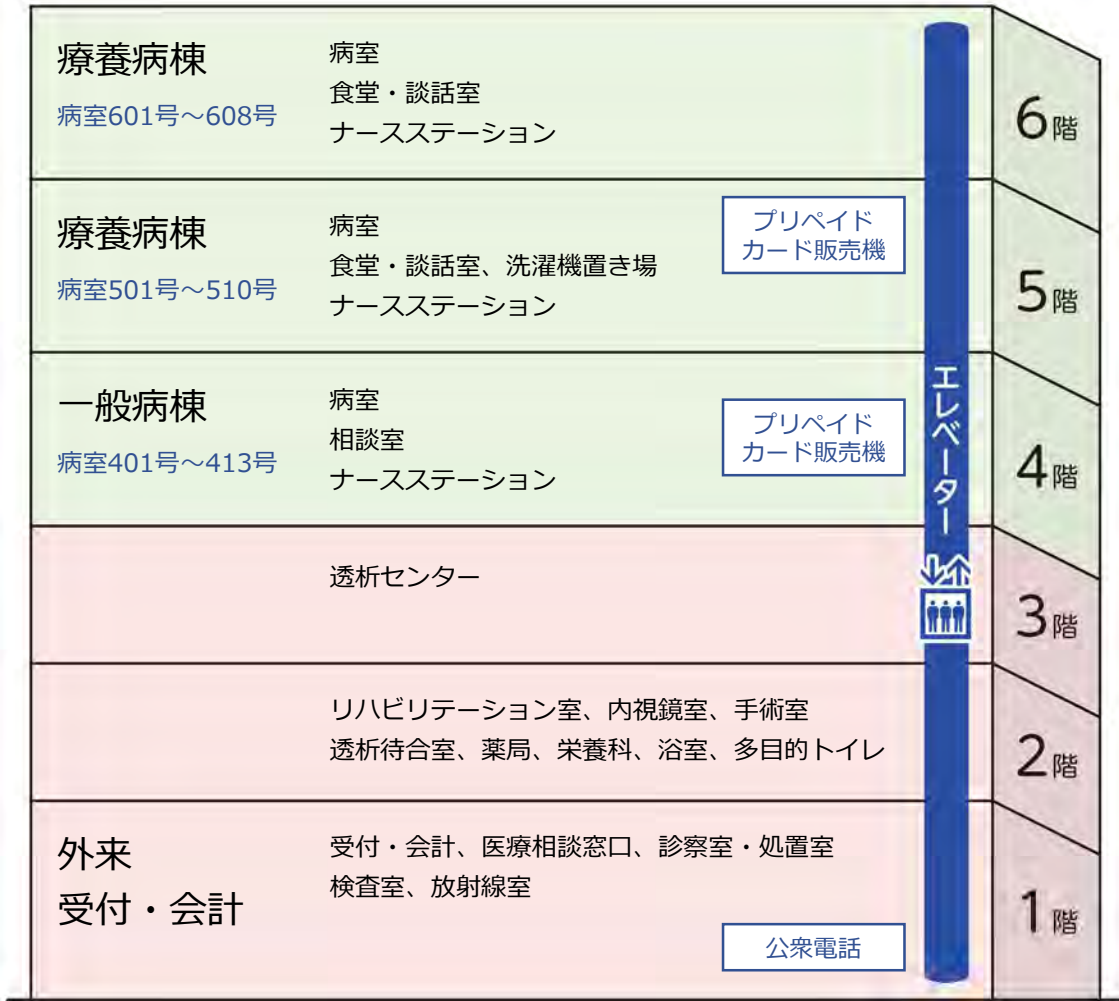 療養病棟
病室601号～608号
病室
食堂・談話室
ナースステーション
6階
療養病棟
病室501号～510号
病室
食堂・談話室、洗濯機置き場
ナースステーション
プリペイド
カード販売機
5階
一般病棟
病室401号～413号
病室
相談室
ナースステーション
プリペイド
カード販売機
エレベーター
4階
透析センター
3階
リハビリテーション室、内視鏡室、手術室
透析待合室、薬局、栄養科、浴室、多目的トイレ
2階
外来
受付・会計
受付・会計、医療相談窓口、診察室・処置室
検査室、放射線室
公衆電話
1階